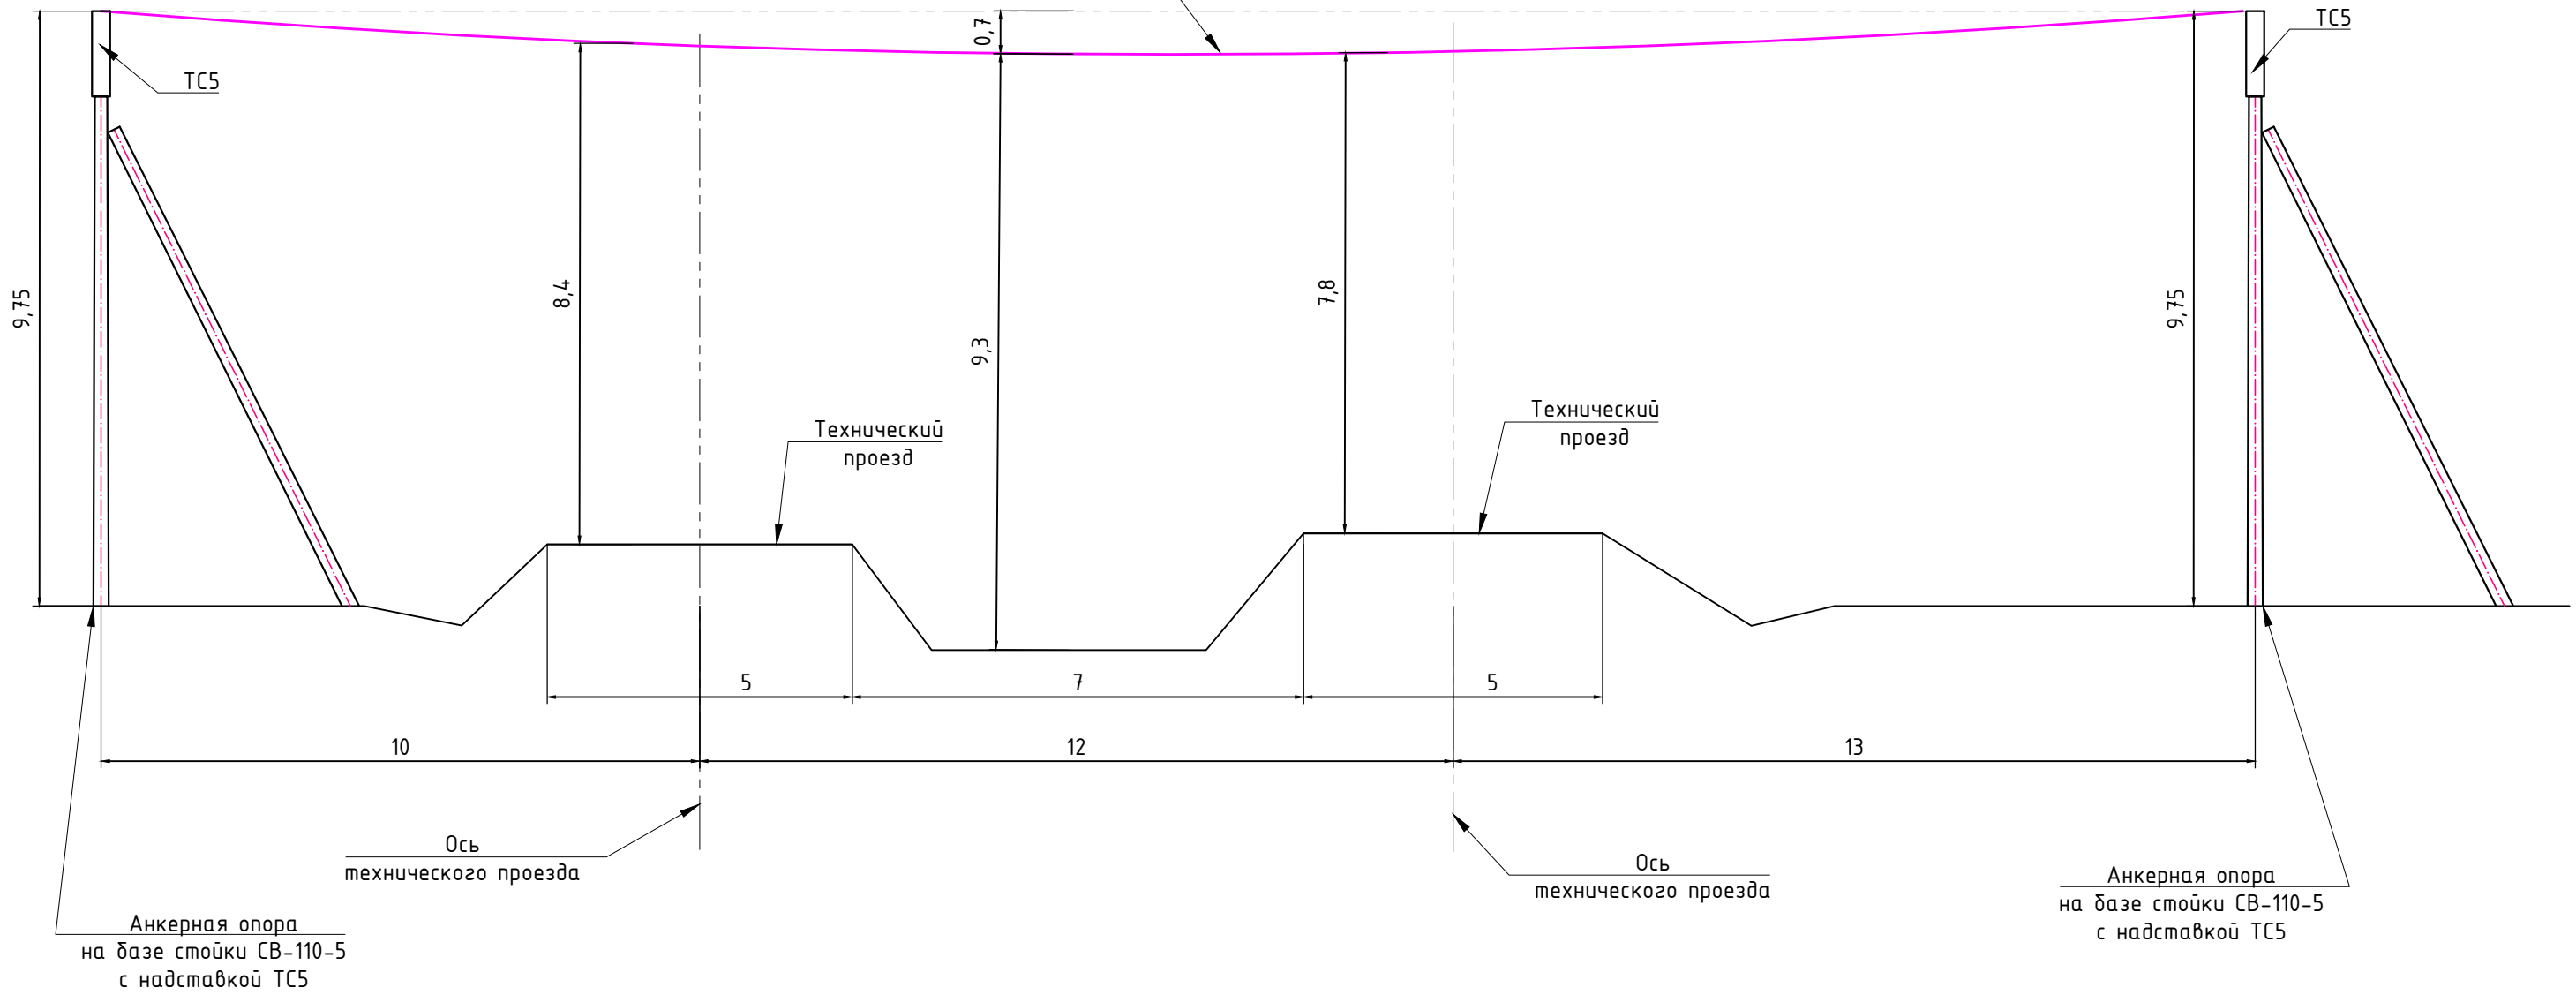 0,7
ТС5
ТС5
9,75
8,4
9,3
7,8
9,75
Технический
проезд
Технический
проезд
5
7
5
10
12
13
Ось
технического проезда
Ось
технического проезда
Анкерная опора
на базе стойки СВ-110-5
с надставкой ТС5
Анкерная опора
на базе стойки СВ-110-5
с надставкой ТС5